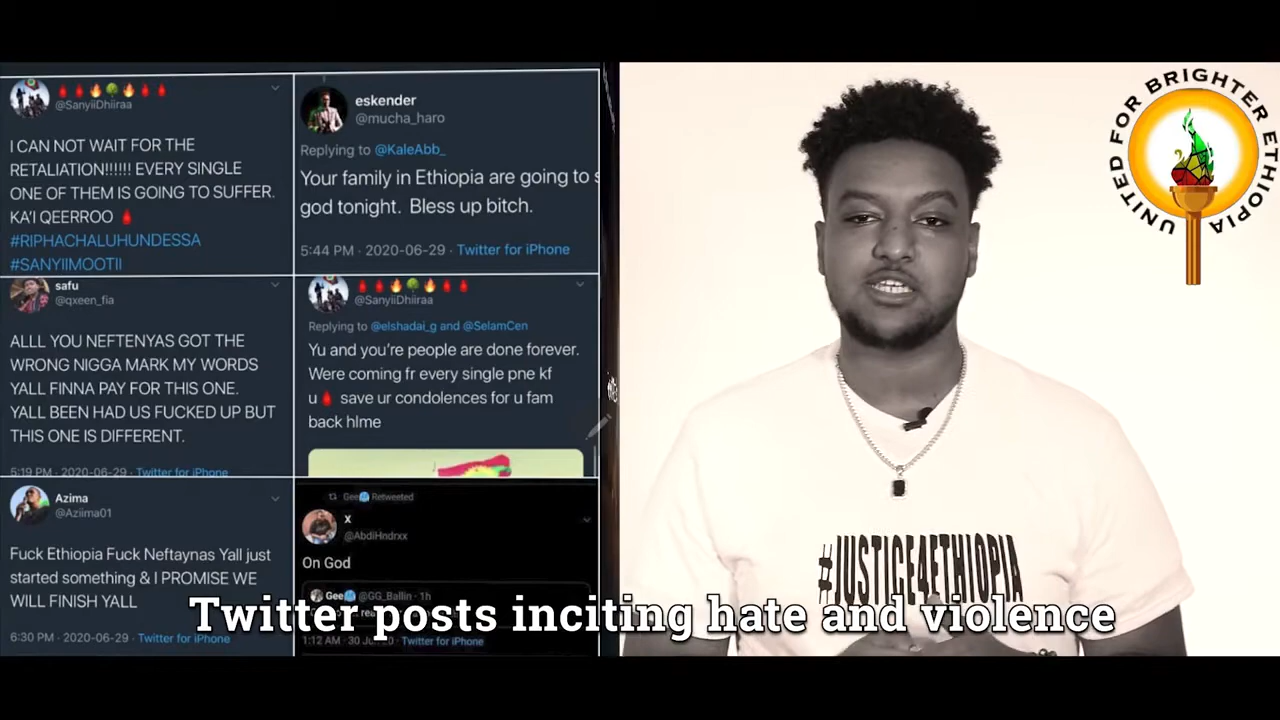 @SanyiiDhiiraa
I CAN NOT WAIT FOR THE
RETALIATION!!!!!! EVERY SINGLE
ONE OF THEM IS GOING TO SUFFER.
KA'I QEERROO
#RIPHACHALUHUNDESSA
#SANYIIMOOTII
eskender
@mucha_haro
Replying to @KaleAbb_
Your family in Ethiopia are going to s
god tonight. Bless up bitch.
5:44 PM · 2020-06-29 · Twitter for iPhone
safu
@qxeen_fia
ALLL YOU NEFTENYAS GOT THE
WRONG NIGGA MARK MY WORDS
YALL FINNA PAY FOR THIS ONE.
YALL BEEN HAD US FUCKED UP BUT
THIS ONE IS DIFFERENT.
5:19 PM · 2020-06-29 · Twitter for iPhone
@SanyiiDhiiraa
Replying to @elshadai_g and @SelamCen
Yu and you're people are done forever.
Were coming fr every single pne kf
u save ur condolences for u fam
back hlme
Azima
@Aziima01
Fuck Ethiopia Fuck Neftaynas Yall just
started something & I PROMISE WE
WILL FINISH YALL
6:30 PM · 2020-06-29 · Twitter for iPhone
Gee Retweeted
X
@AbdiHndrxx
On God
Gee @GG_Ballin · 1h
1:12 AM · 30 Jun 20 · Twitter for iPhone
UNITED FOR BRIGHTER ETHIOPIA
#JUSTICE4ETHIOPIA
Twitter posts inciting hate and violence